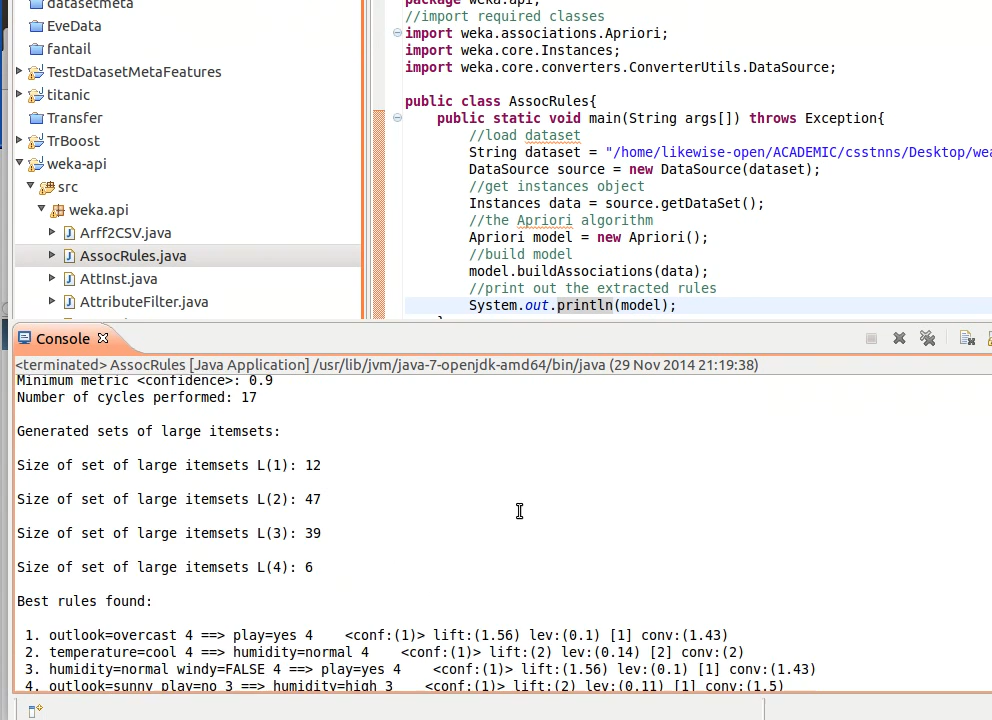 datasetmeta
EveData
fantail
TestDatasetMetaFeatures
titanic
Transfer
TrBoost
weka-api
src
weka.api
Arff2CSV.java
AssocRules.java
AttInst.java
AttributeFilter.java
package weka.api;
//import required classes
import weka.associations.Apriori;
import weka.core.Instances;
import weka.core.converters.ConverterUtils.DataSource;
public class AssocRules{
public static void main(String args[]) throws Exception{
//load dataset
String dataset = "/home/likewise-open/ACADEMIC/csstnns/Desktop/wea
DataSource source = new DataSource(dataset);
//get instances object
Instances data = source.getDataSet();
//the Apriori algorithm
Apriori model = new Apriori();
//build model
model.buildAssociations(data);
//print out the extracted rules
System.out.println(model);
Console
<terminated> AssocRules [Java Application] /usr/lib/jvm/java-7-openjdk-amd64/bin/java (29 Nov 2014 21:19:38)
Minimum metric <confidence>: 0.9
Number of cycles performed: 17
Generated sets of large itemsets:
Size of set of large itemsets L(1): 12
Size of set of large itemsets L(2): 47
Size of set of large itemsets L(3): 39
Size of set of large itemsets L(4): 6
Best rules found:
1. outlook=overcast 4 ==> play=yes 4    <conf:(1)> lift:(1.56) lev:(0.1) [1] conv:(1.43)
2. temperature=cool 4 ==> humidity=normal 4    <conf:(1)> lift:(2) lev:(0.14) [2] conv:(2)
3. humidity=normal windy=FALSE 4 ==> play=yes 4    <conf:(1)> lift:(1.56) lev:(0.1) [1] conv:(1.43)
4. outlook=sunny play=no 3 ==> humidity=high 3    <conf:(1)> lift:(2) lev:(0.11) [1] conv:(1.5)